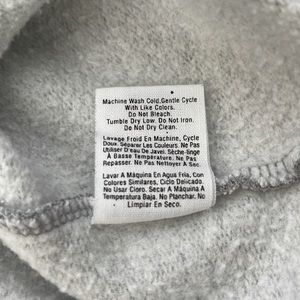 Machine Wash Cold, Gentle Cycle
With Like Colors.
Do Not Bleach.
Tumble Dry Low. Do Not Iron.
Do Not Dry Clean.
Lavage Froid En Machine, Cycle
Doux. Séparer Les Couleurs. Ne Pas
Utiliser D'eau De Javel. Sèche-linge
À Basse Température. Ne Pas
Repasser. Ne Pas Nettoyer À Sec.
Lavar A Máquina En Agua Fria, Con
Colores Similares, Ciclo Delicado.
No Usar Cloro. Secar A Máquina A
Temperatura Baja. No Planchar, No
Limpiar En Seco.